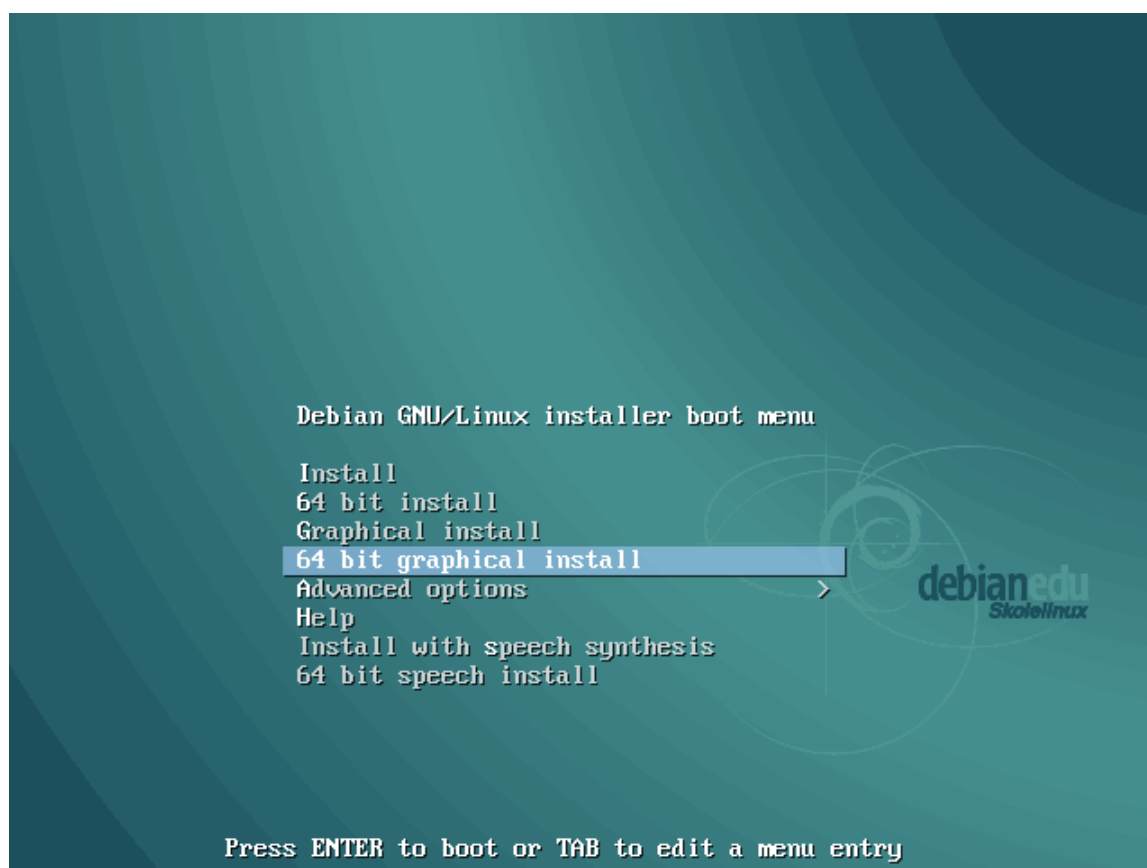 Debian GNU/Linux installer boot menu
Install
64 bit install
Graphical install
64 bit graphical install
Advanced options >
Help
Install with speech synthesis
64 bit speech install
debianedu
Skolelinux
Press ENTER to boot or TAB to edit a menu entry